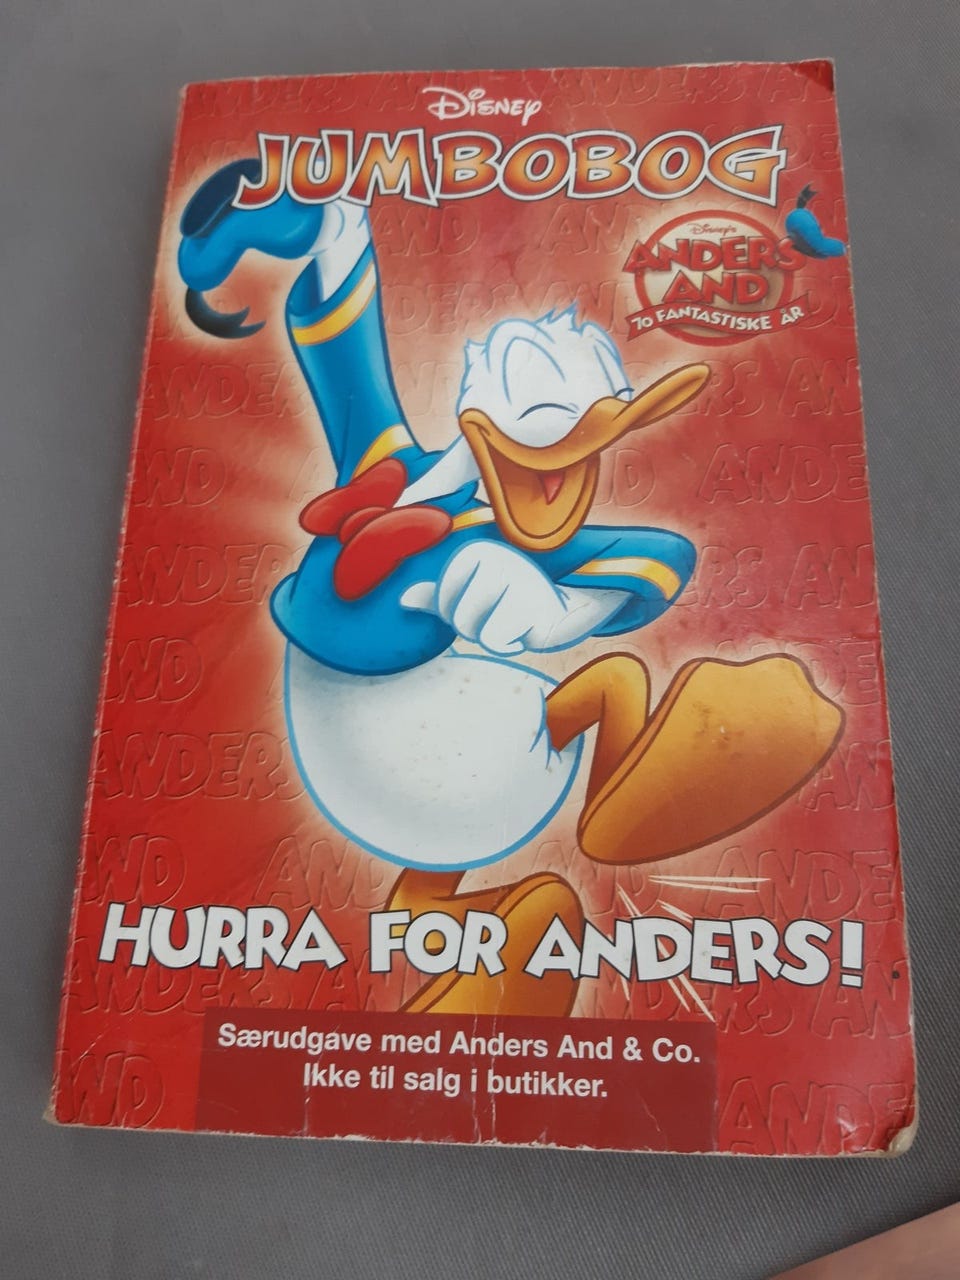 Disney
JUMBOBOG
Disney's
ANDERS
AND
70 FANTASTISKE ÅR
HURRA FOR ANDERS!
Særudgave med Anders And & Co.
Ikke til salg i butikker.